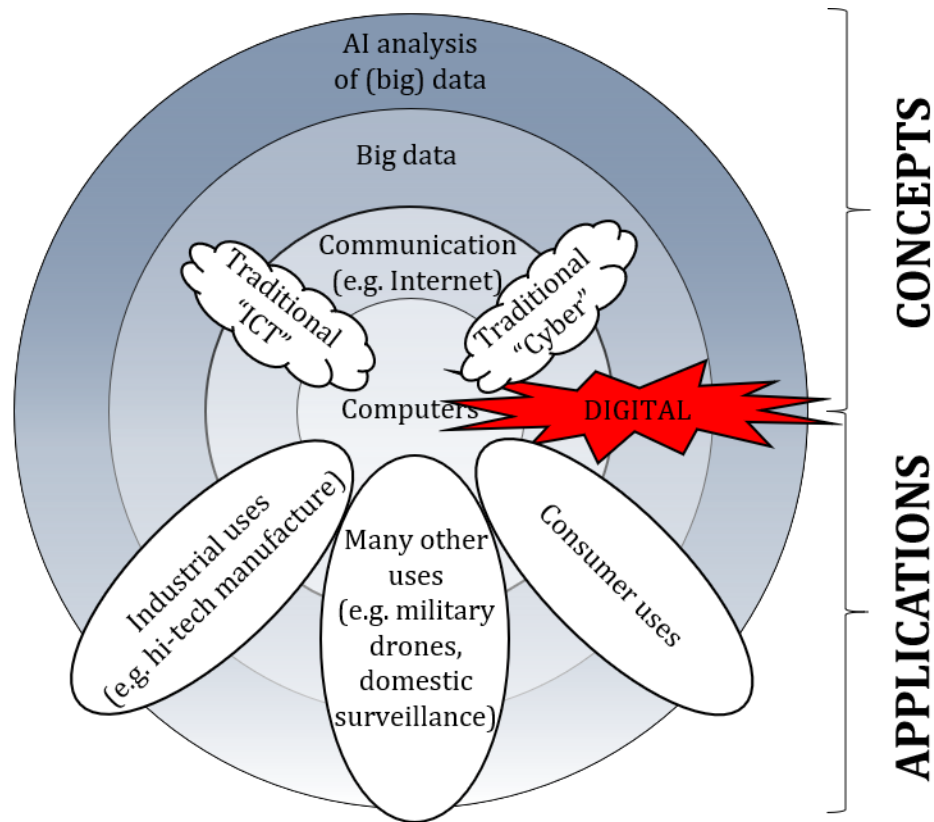 AI analysis
of (big) data
Big data
Communication
(e.g. Internet)
Traditional
“ICT”
Traditional
“Cyber”
Computers
DIGITAL
Industrial uses
(e.g. hi-tech manufacture)
Many other
uses
(e.g. military
drones,
domestic
surveillance)
Consumer uses
CONCEPTS
APPLICATIONS